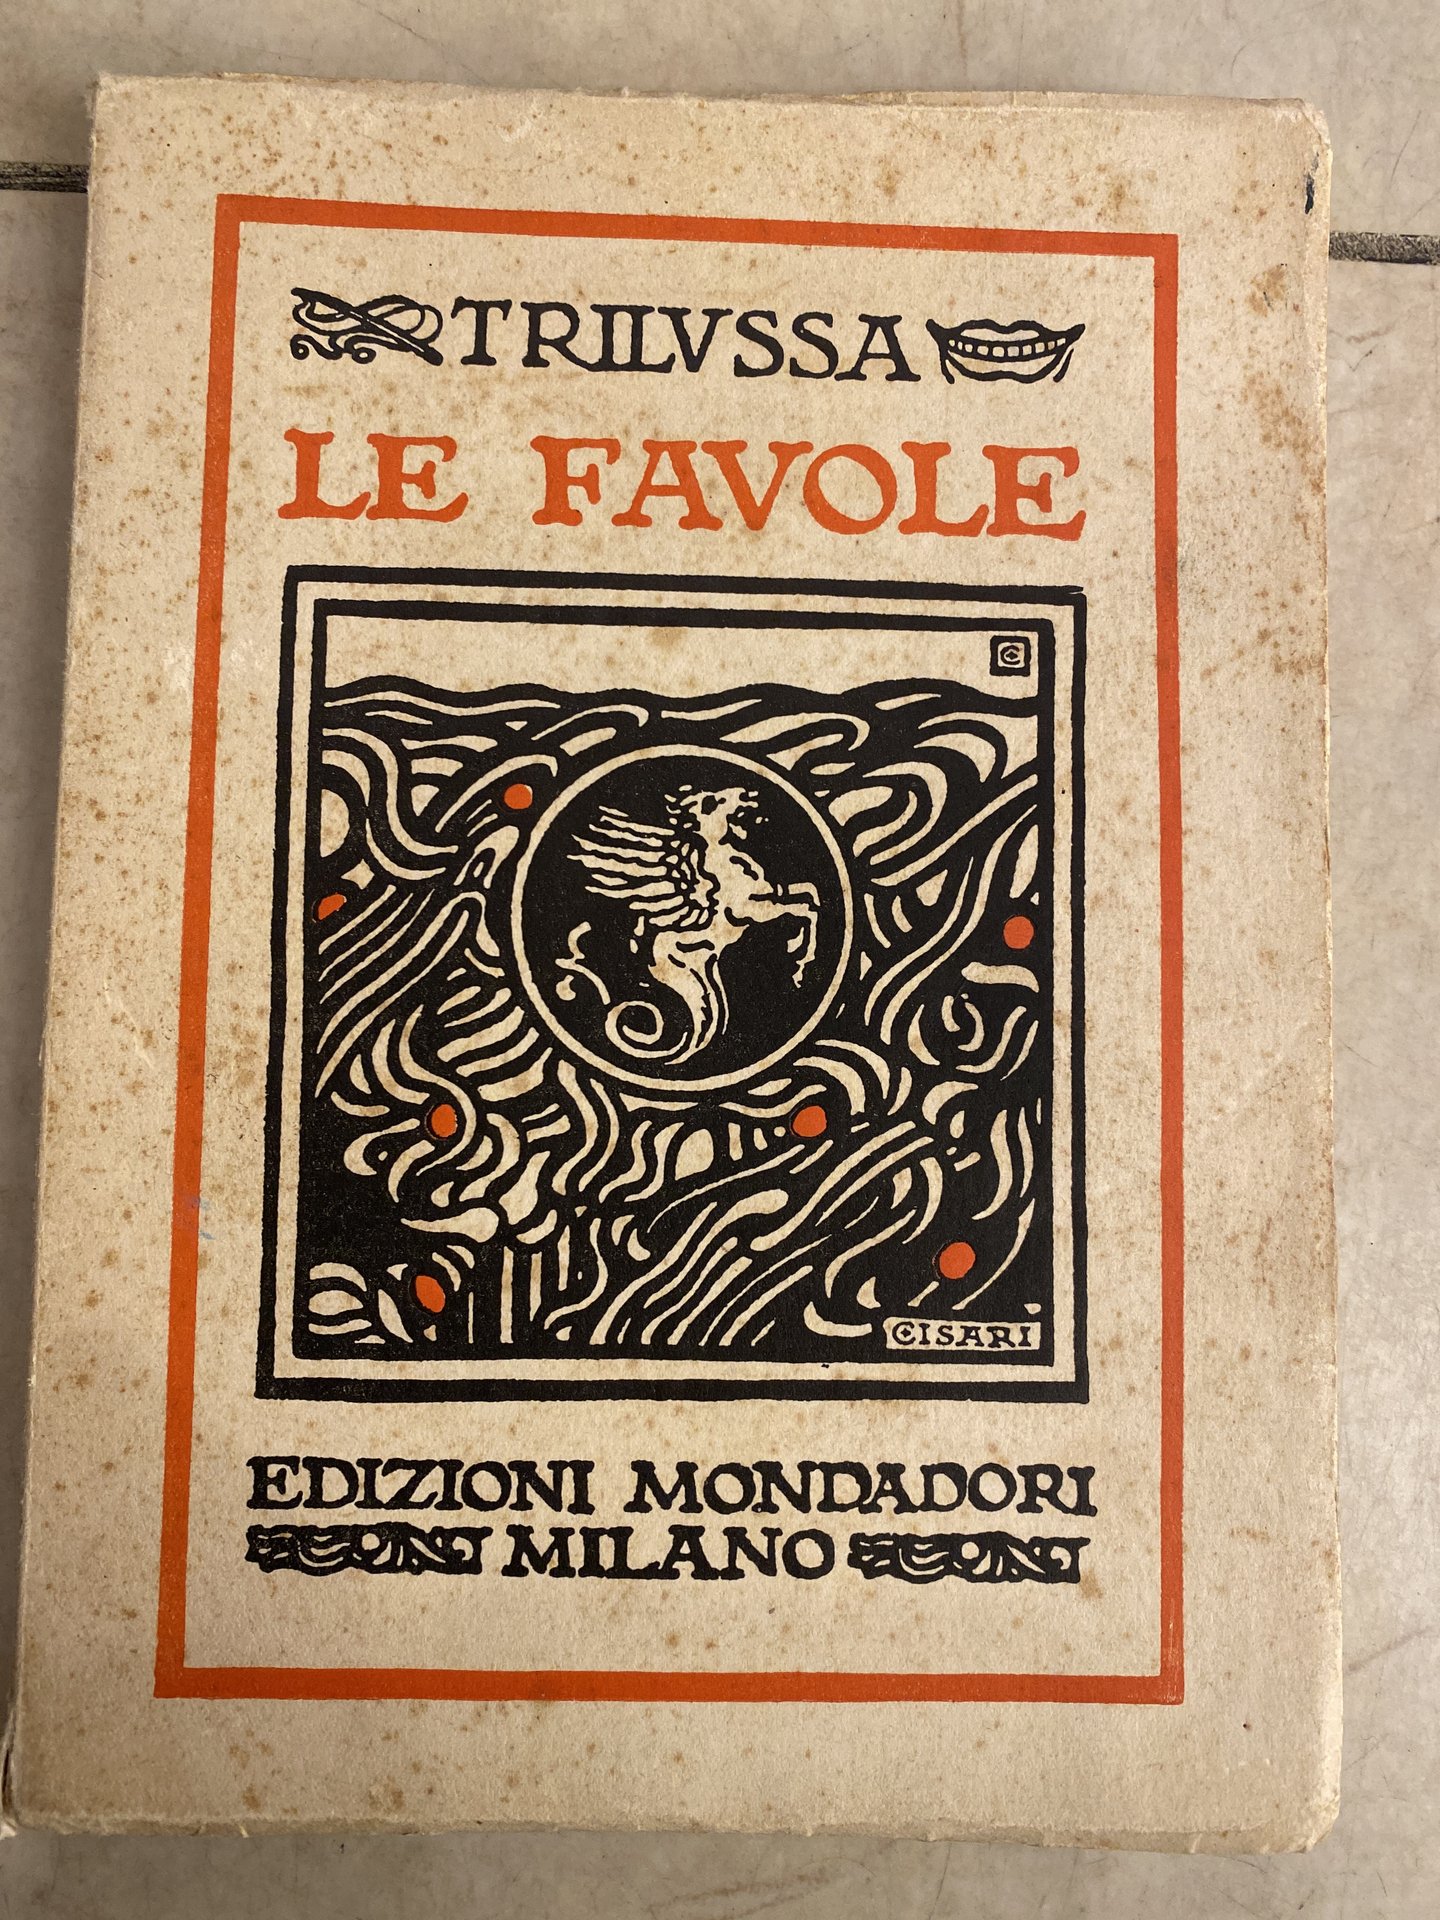 TRILVSSA
LE FAVOLE
CISARI
EDIZIONI MONDADORI
MILANO